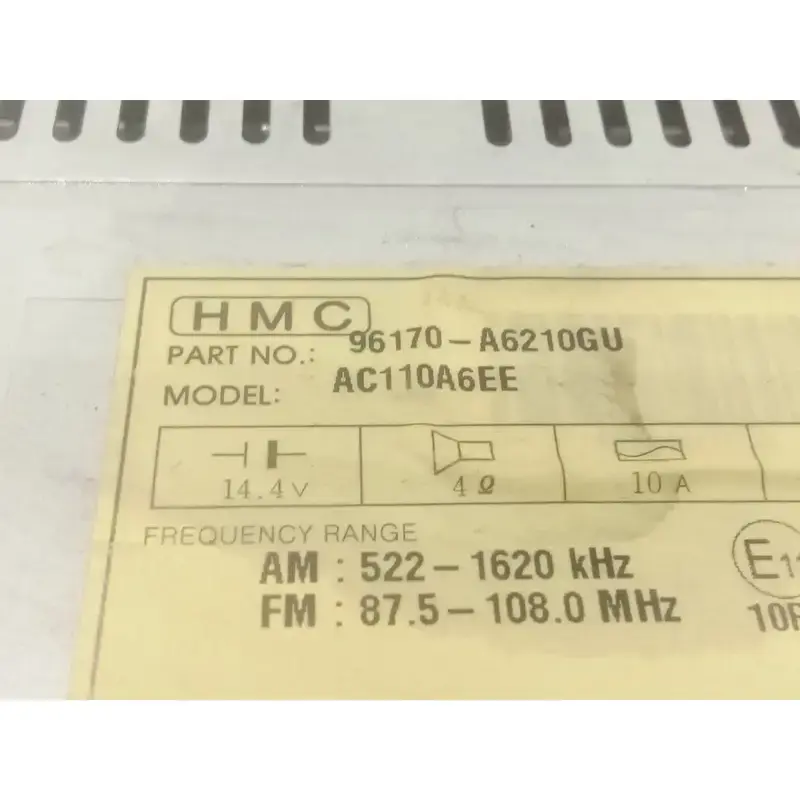 HMC
PART NO.: 96170-A6210GU
MODEL: AC110A6EE
14.4V 4Ω 10A
FREQUENCY RANGE
AM : 522-1620 kHz
FM : 87.5-108.0 MHz